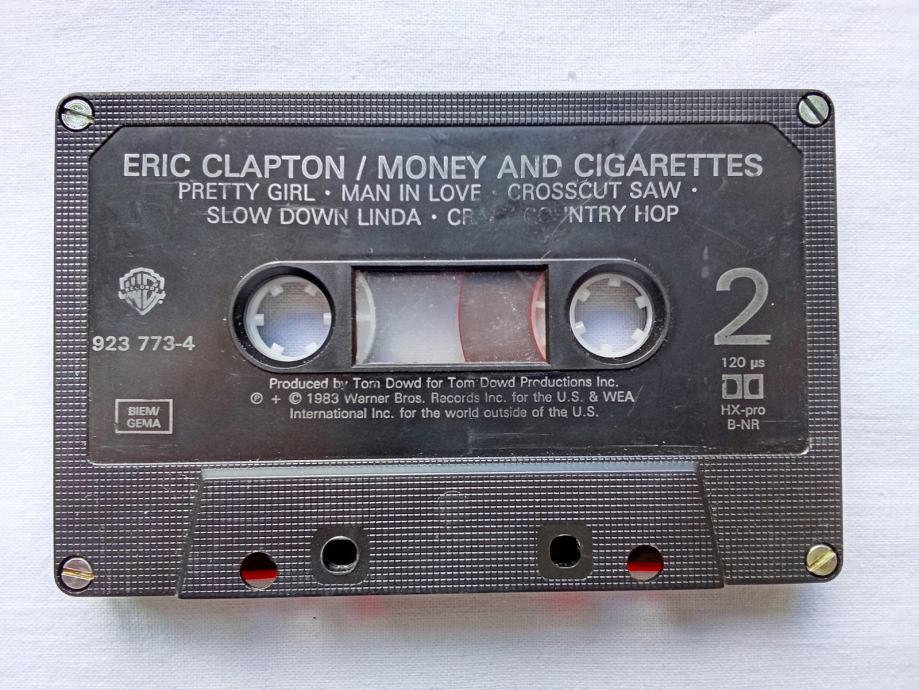 ERIC CLAPTON / MONEY AND CIGARETTES
PRETTY GIRL · MAN IN LOVE · CROSSCUT SAW ·
SLOW DOWN LINDA · HOP
RECORDS
923 773-4
2
Produced by Tom Dowd for Tom Dowd Productions Inc.
℗ + © 1983 Warner Bros. Records Inc. for the U.S. & WEA
International Inc. for the world outside of the U.S.
120 µs
HX-pro
B-NR
BIEM/
GEMA